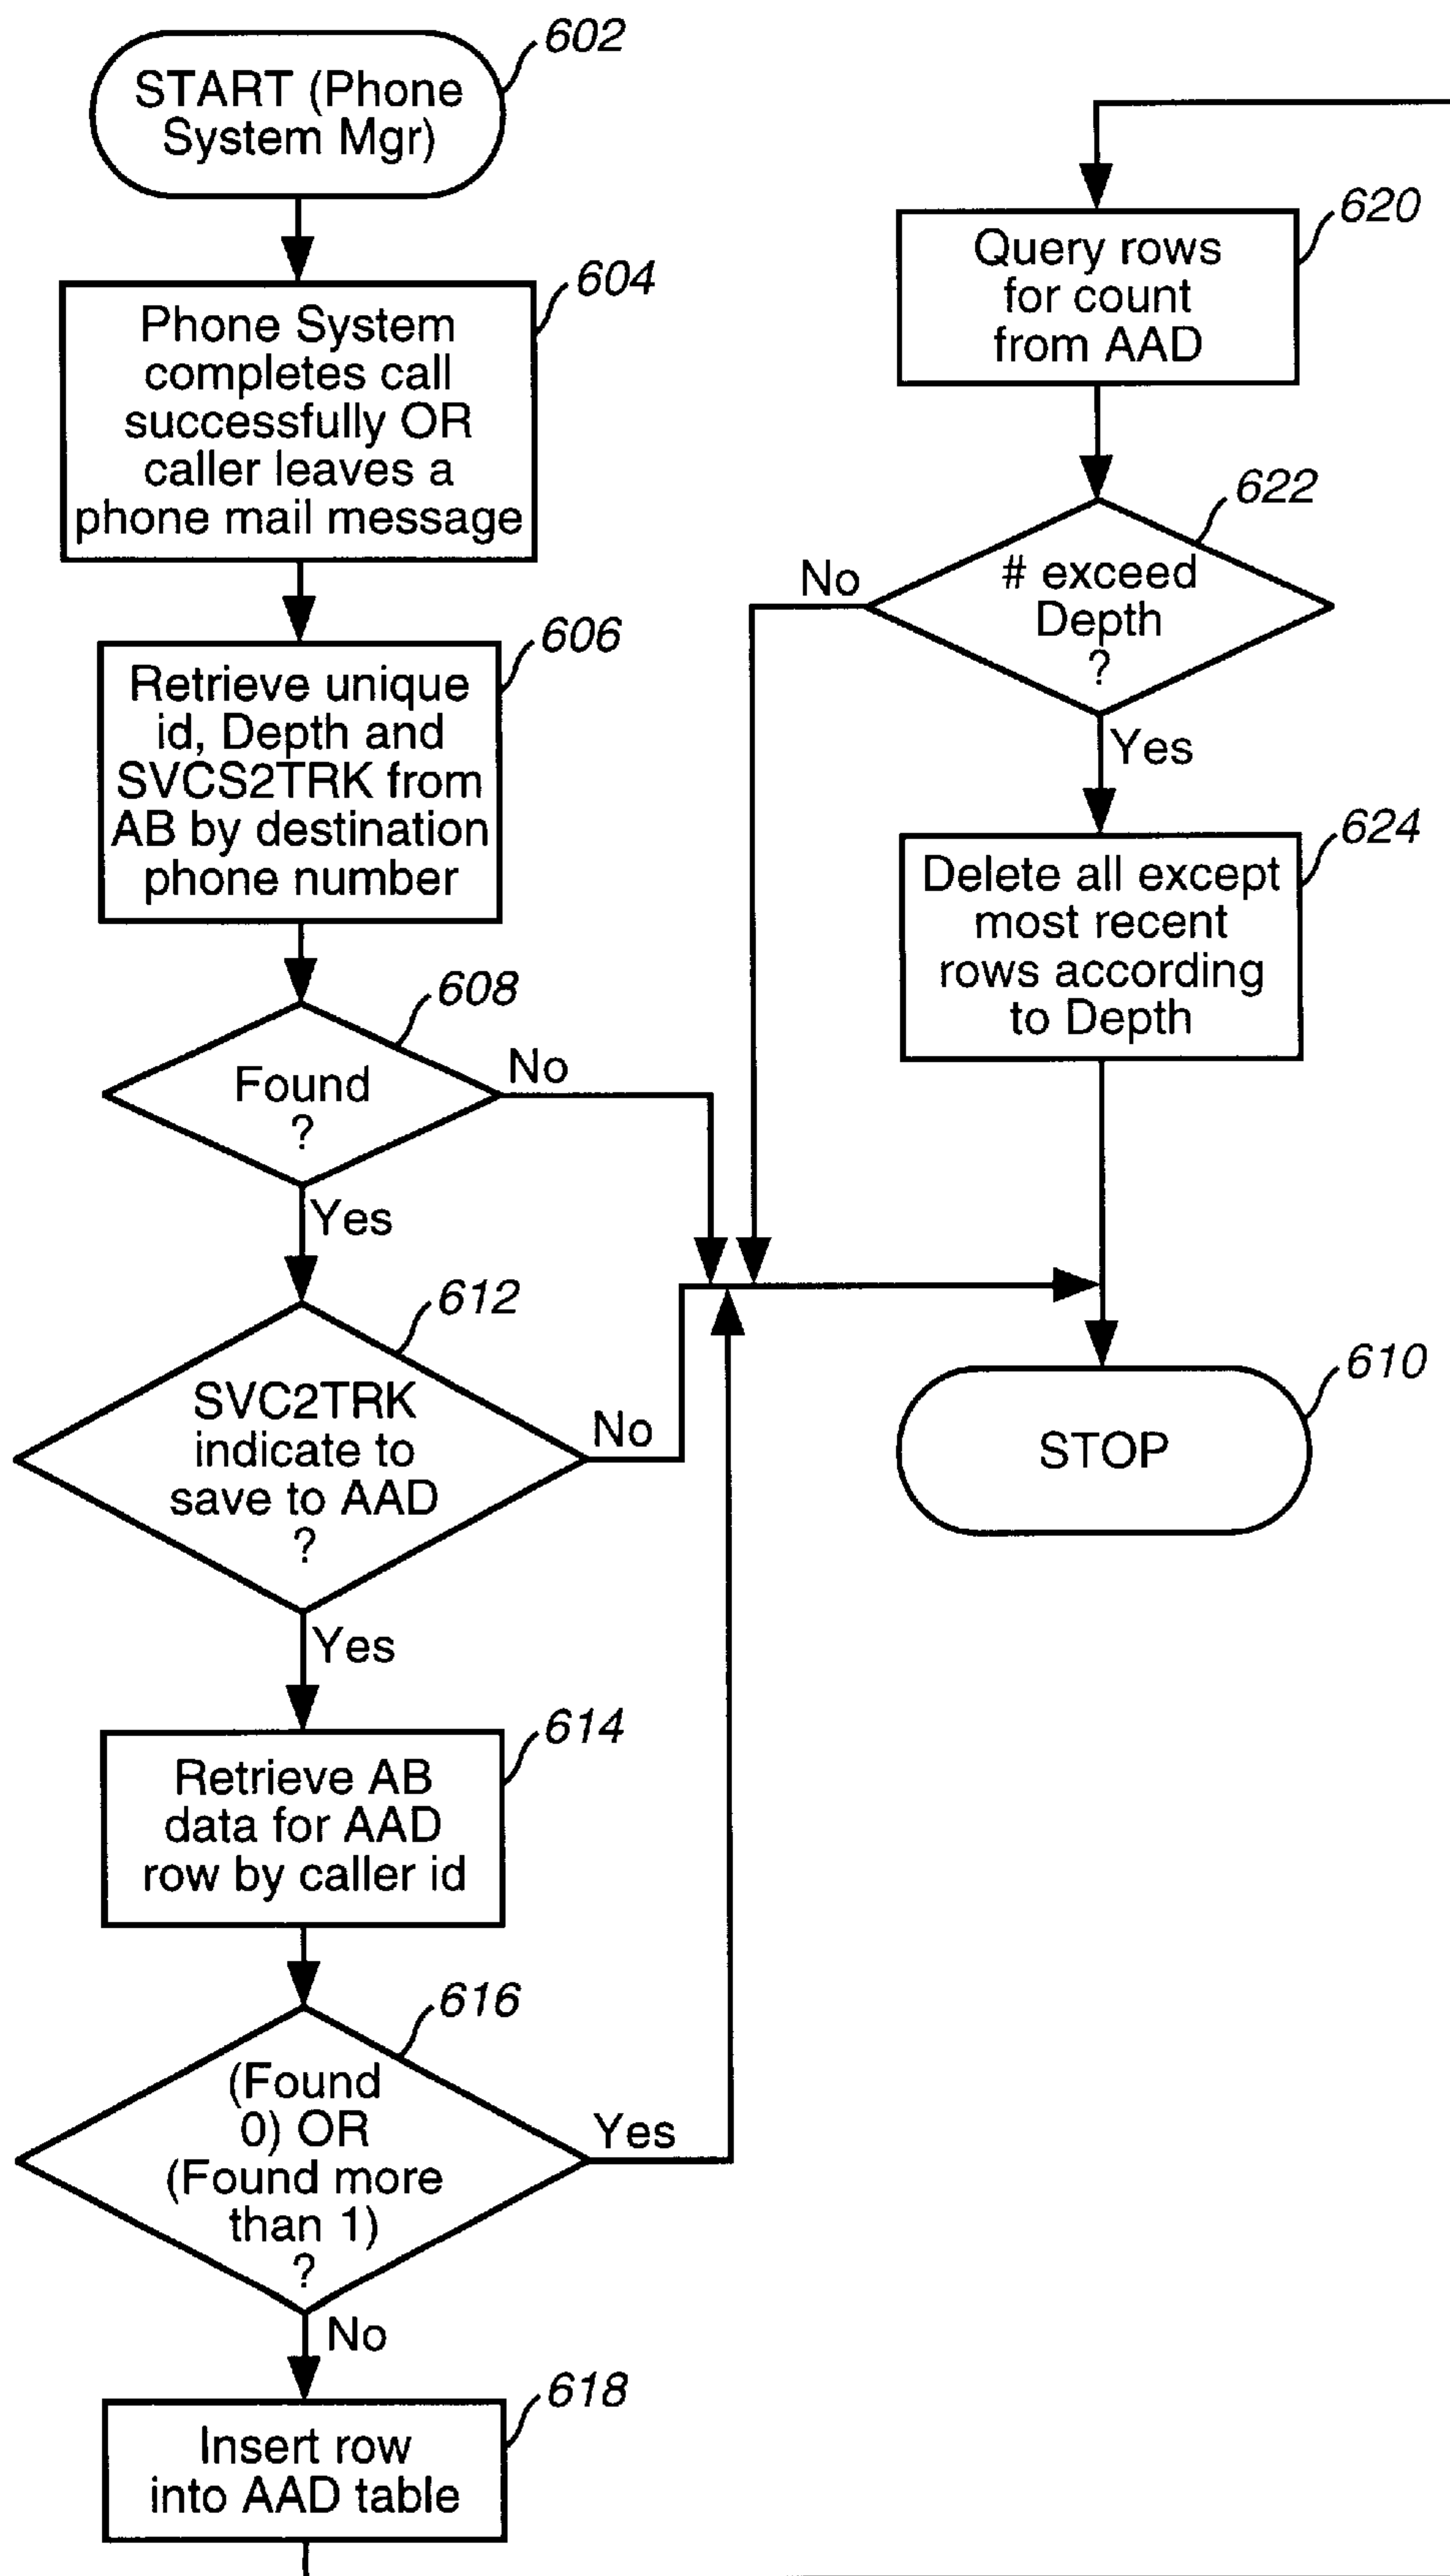 602
START (Phone
System Mgr)
604
Phone System
completes call
successfully OR
caller leaves a
phone mail message
606
Retrieve unique
id, Depth and
SVCS2TRK from
AB by destination
phone number
608
Found
?
No
Yes
612
SVC2TRK
indicate to
save to AAD
?
No
Yes
614
Retrieve AB
data for AAD
row by caller id
616
(Found
0) OR
(Found more
than 1)
?
Yes
No
618
Insert row
into AAD table
620
Query rows
for count
from AAD
622
# exceed
Depth
?
No
Yes
624
Delete all except
most recent
rows according
to Depth
610
STOP